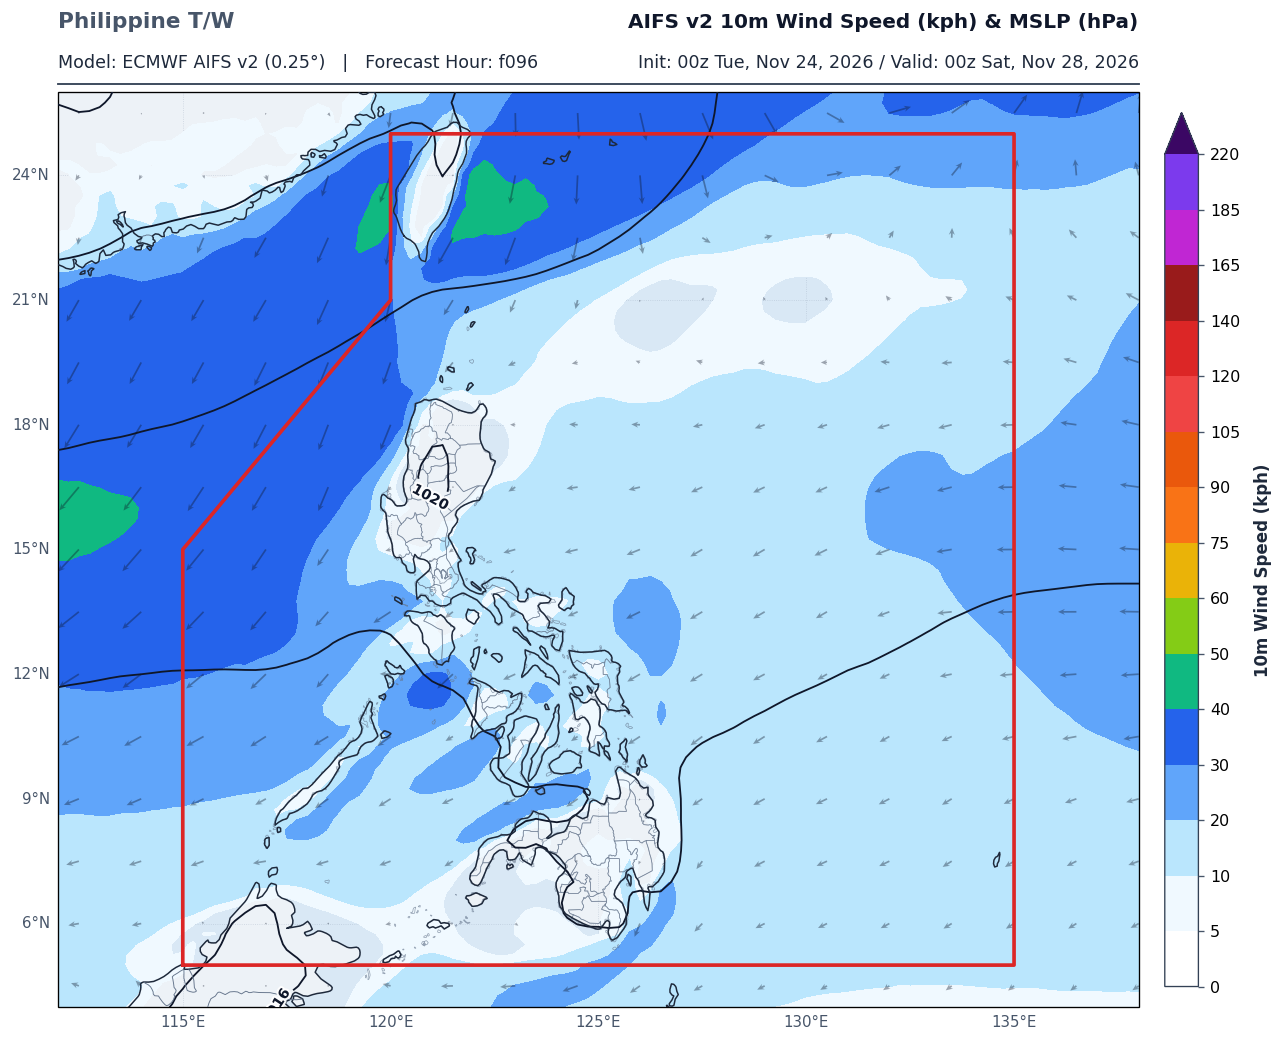 Philippine T/W
AIFS v2 10m Wind Speed (kph) & MSLP (hPa)
Model: ECMWF AIFS v2 (0.25°) | Forecast Hour: f096
Init: 00z Tue, Nov 24, 2026 / Valid: 00z Sat, Nov 28, 2026
24°N
21°N
18°N
15°N
12°N
9°N
6°N
115°E
120°E
125°E
130°E
135°E
1020
016
220
185
165
140
120
105
90
75
60
50
40
30
20
10
5
0
10m Wind Speed (kph)